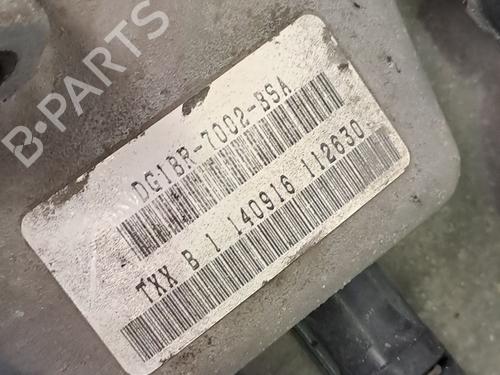 B-PARTS
DG1BR-7002-BSA
TXX B 1 140916 112630